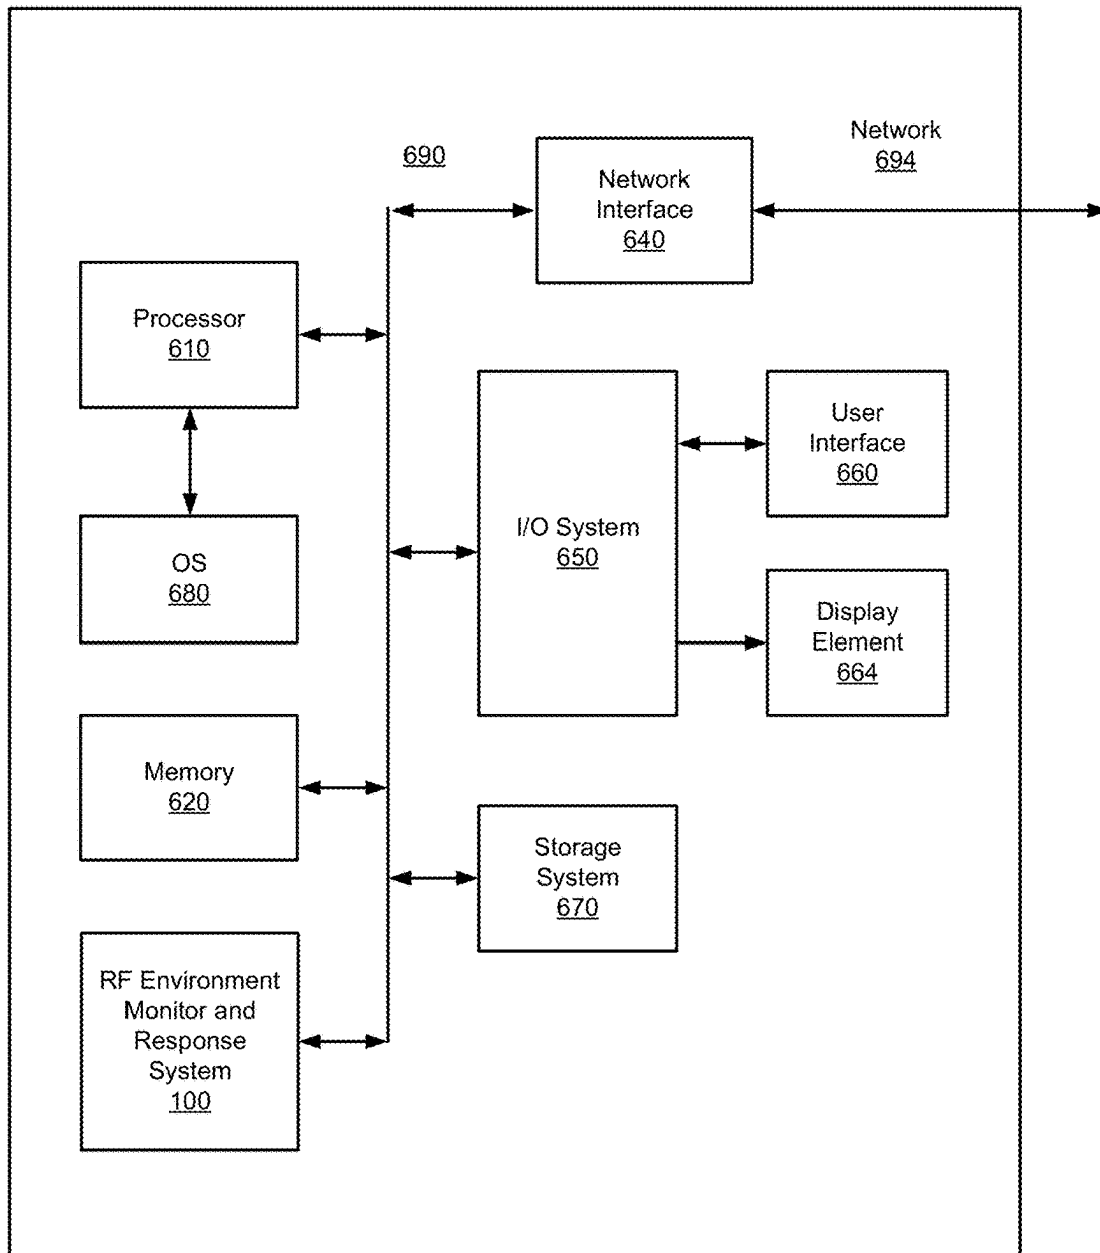 Network
694
690
Network
Interface
640
Processor
610
User
Interface
660
I/O System
650
OS
680
Display
Element
664
Memory
620
Storage
System
670
RF Environment
Monitor and
Response
System
100